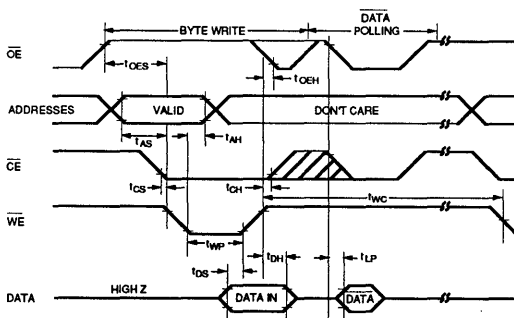 BYTE WRITE
DATA
POLLING
OE
tOES
tOEH
ADDRESSES
VALID
DON'T CARE
tAS
tAH
CE
tCS
tCH
tWC
WE
tWP
tDS
tDH
tLP
DATA
HIGH Z
DATA IN
DATA